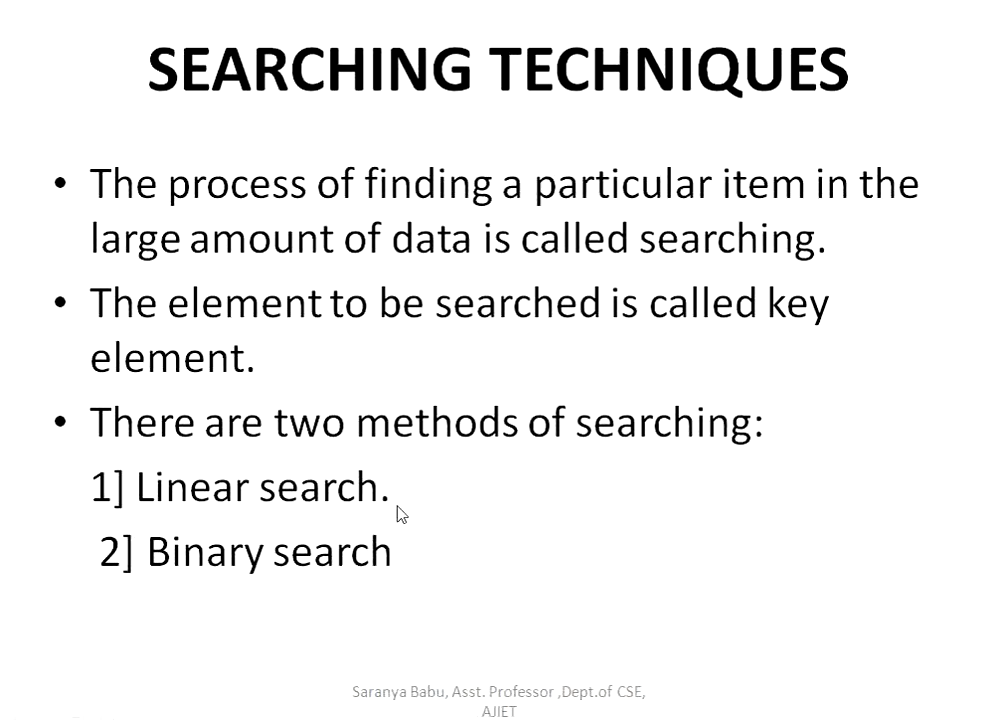 SEARCHING TECHNIQUES
• The process of finding a particular item in the
large amount of data is called searching.
• The element to be searched is called key
element.
• There are two methods of searching:
1] Linear search.
2] Binary search
Saranya Babu, Asst. Professor ,Dept.of CSE,
AJIET